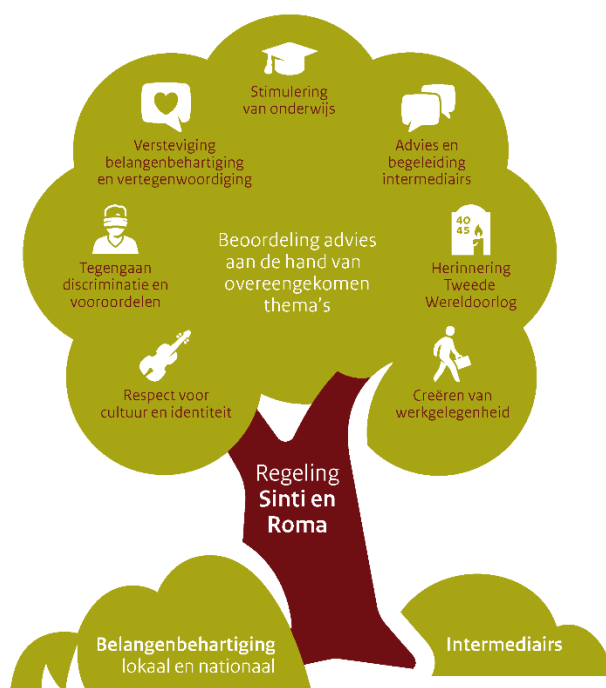 Stimulering
van onderwijs
Versteviging
belangenbehartiging
en vertegenwoordiging
Advies en
begeleiding
intermediairs
Tegengaan
discriminatie en
vooroordelen
Beoordeling advies
aan de hand van
overeengekomen
thema's
40
45
Herinnering
Tweede
Wereldoorlog
Respect voor
cultuur en identiteit
Creëren van
werkgelegenheid
Regeling
Sinti en
Roma
Belangenbehartiging
lokaal en nationaal
Intermediairs